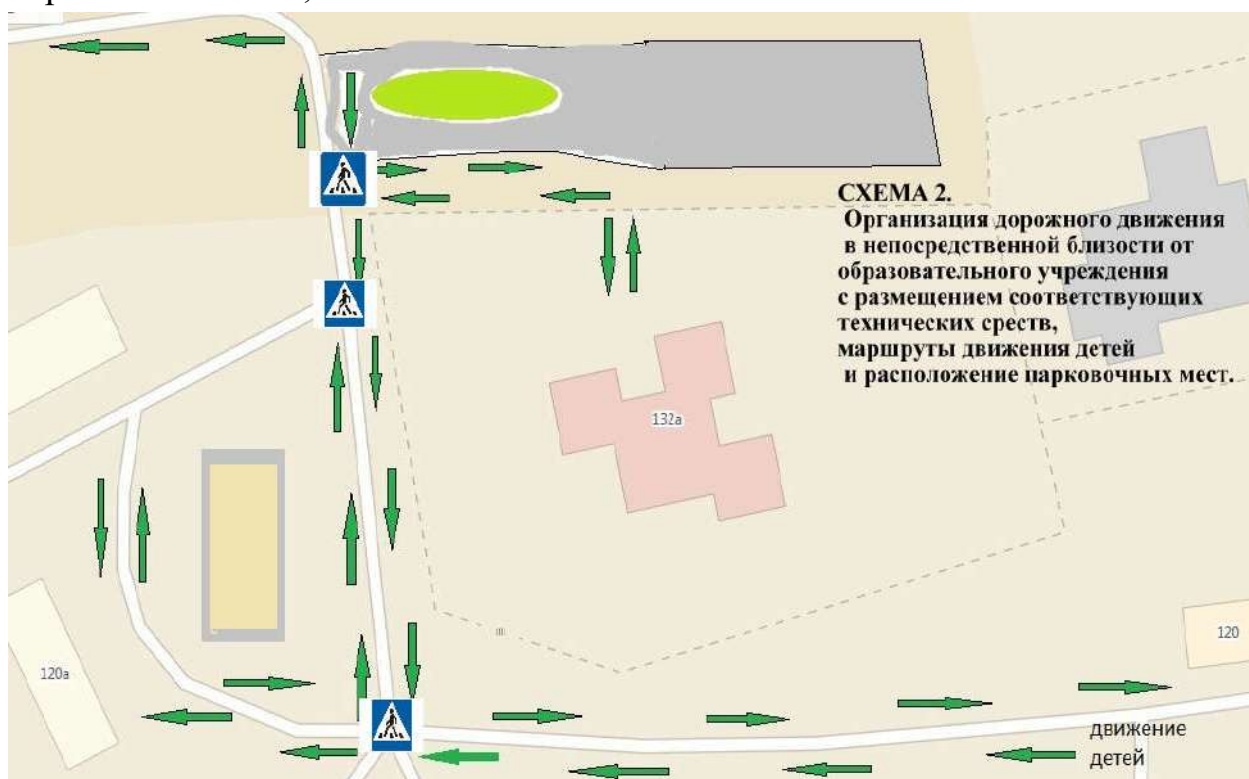 СХЕМА 2.
Организация дорожного движения
в непосредственной близости от
образовательного учреждения
с размещением соответствующих
технических среств,
маршруты движения детей
и расположение парковочных мест.
132а
120а
120
движение
детей